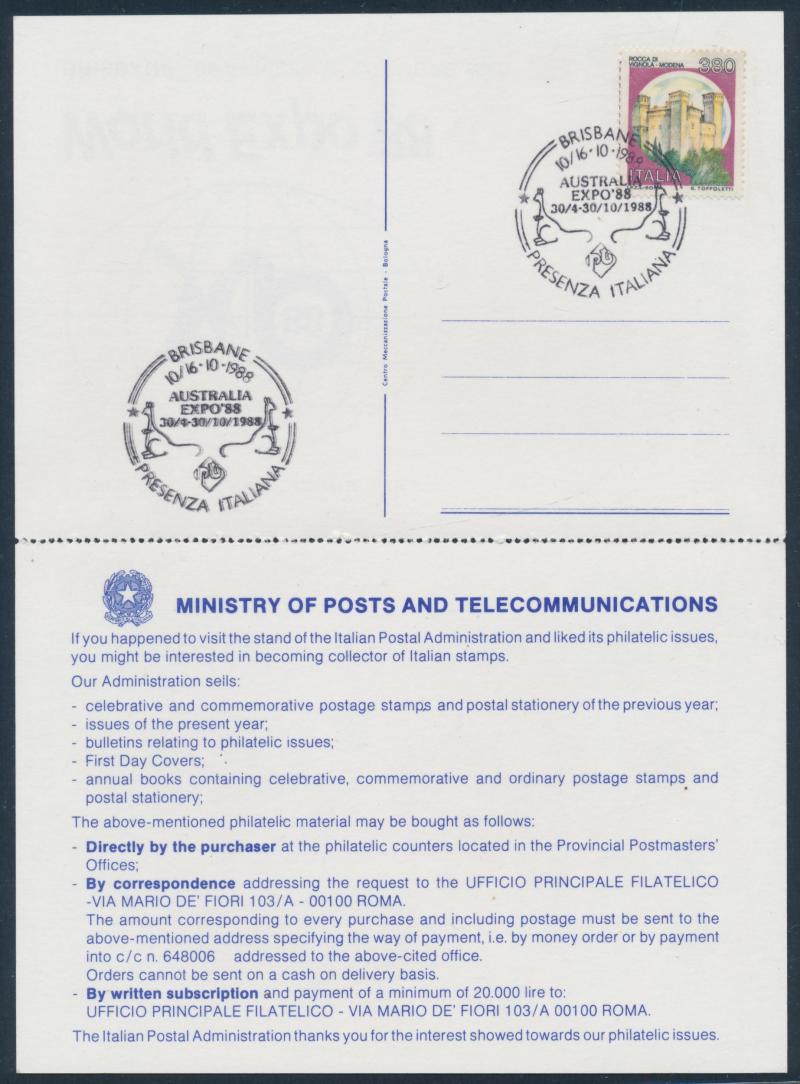 ROCCA DI
VIGNOLA - MODENA
380
ITALIA
G. TOFFOLETTI
BRISBANE
10/16-10-1988
AUSTRALIA
EXPO'88
30/4-30/10/1988
PRESENZA ITALIANA
Centro Meccanizzazione Postale - Bologna
BRISBANE
10/16-10-1988
AUSTRALIA
EXPO'88
30/4-30/10/1988
PRESENZA ITALIANA
MINISTRY OF POSTS AND TELECOMMUNICATIONS
If you happened to visit the stand of the Italian Postal Administration and liked its philatelic issues,
you might be interested in becoming collector of Italian stamps.
Our Administration sells:
- celebrative and commemorative postage stamps and postal stationery of the previous year;
- issues of the present year;
- bulletins relating to philatelic issues;
- First Day Covers;
- annual books containing celebrative, commemorative and ordinary postage stamps and
postal stationery;
The above-mentioned philatelic material may be bought as follows:
- Directly by the purchaser at the philatelic counters located in the Provincial Postmasters'
Offices;
- By correspondence addressing the request to the UFFICIO PRINCIPALE FILATELICO
-VIA MARIO DE' FIORI 103/A - 00100 ROMA.
The amount corresponding to every purchase and including postage must be sent to the
above-mentioned address specifying the way of payment, i.e. by money order or by payment
into c/c n. 648006 addressed to the above-cited office.
Orders cannot be sent on a cash on delivery basis.
- By written subscription and payment of a minimum of 20.000 lire to:
UFFICIO PRINCIPALE FILATELICO - VIA MARIO DE' FIORI 103/A 00100 ROMA.
The Italian Postal Administration thanks you for the interest showed towards our philatelic issues.